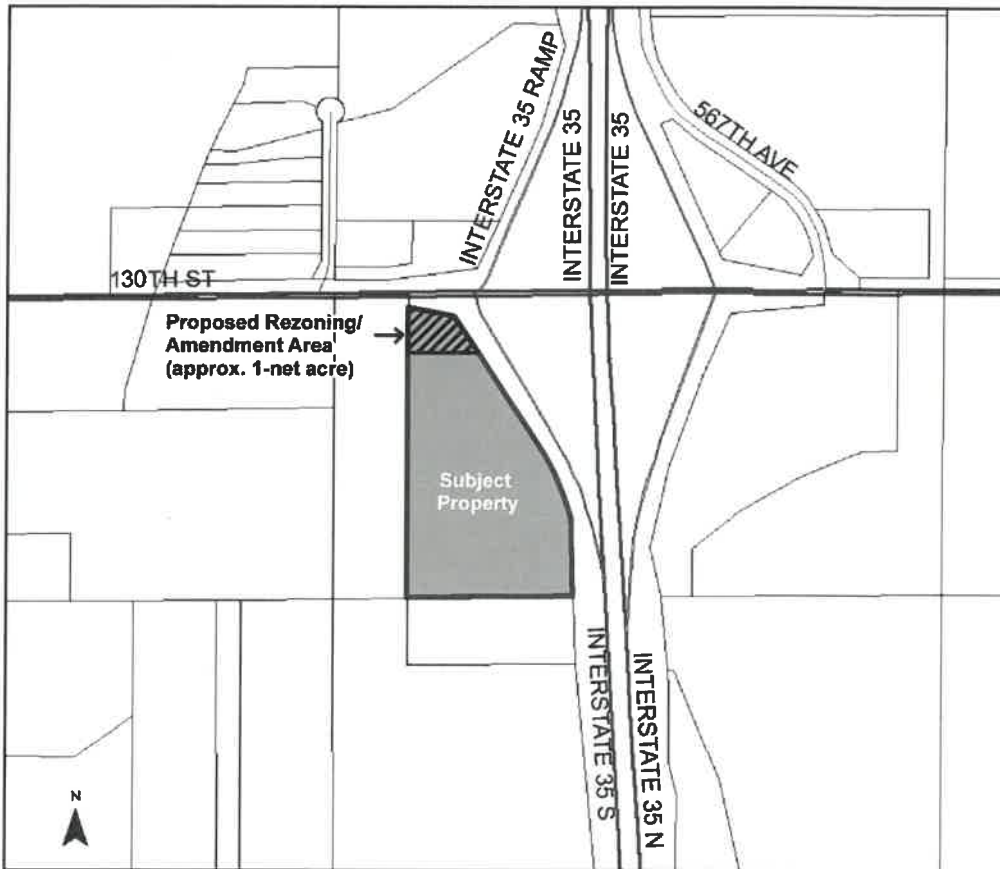 INTERSTATE 35 RAMP
INTERSTATE 35
INTERSTATE 35
567TH AVE
130TH ST
Proposed Rezoning/
Amendment Area
(approx. 1-net acre)
Subject
Property
INTERSTATE 35 S
INTERSTATE 35 N
N